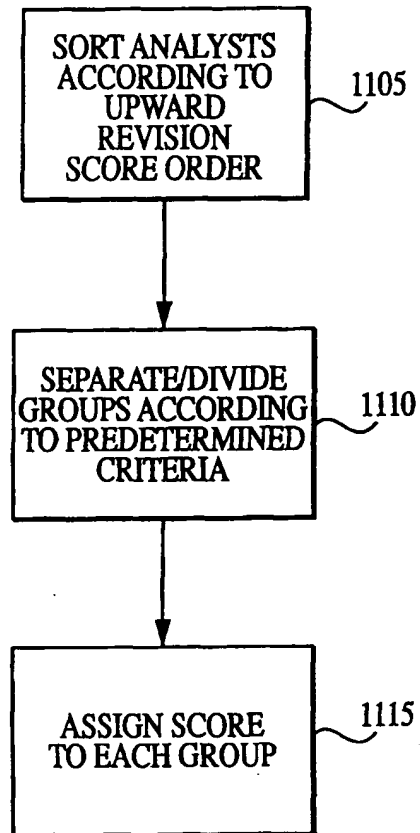 SORT ANALYSTS
ACCORDING TO
UPWARD
REVISION
SCORE ORDER
1105
SEPARATE/DIVIDE
GROUPS ACCORDING
TO PREDETERMINED
CRITERIA
1110
ASSIGN SCORE
TO EACH GROUP
1115